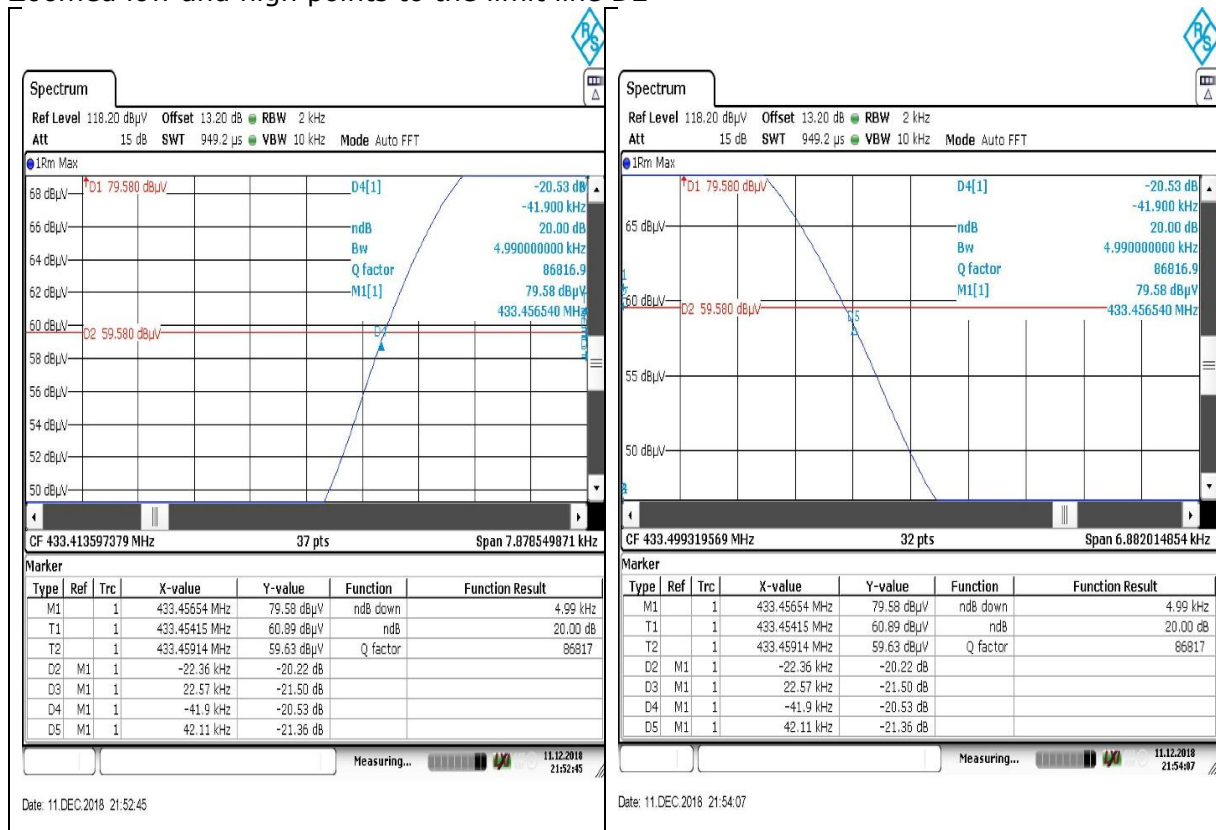 Zoomed low and high points to the limit line D2
R&S
Spectrum
Ref Level 118.20 dBµV Offset 13.20 dB RBW 2 kHz
Att 15 dB SWT 949.2 µs VBW 10 kHz Mode Auto FFT
1Rm Max
D4[1] -20.53 dB
-41.900 kHz
ndB 20.00 dB
Bw 4.990000000 kHz
Q factor 86816.9
M1[1] 79.58 dBµV
433.456540 MHz
68 dBµV
D1 79.580 dBµV
66 dBµV
64 dBµV
62 dBµV
60 dBµV
D2 59.580 dBµV
D4
58 dBµV
56 dBµV
54 dBµV
52 dBµV
50 dBµV
CF 433.413597379 MHz 37 pts Span 7.878549871 kHz
Marker
Type Ref Trc X-value Y-value Function Function Result
M1 1 433.45654 MHz 79.58 dBµV ndB down 4.99 kHz
T1 1 433.45415 MHz 60.89 dBµV ndB 20.00 dB
T2 1 433.45914 MHz 59.63 dBµV Q factor 86817
D2 M1 1 -22.36 kHz -20.22 dB
D3 M1 1 22.57 kHz -21.50 dB
D4 M1 1 -41.9 kHz -20.53 dB
D5 M1 1 42.11 kHz -21.36 dB
Measuring... LXI 11.12.2018
21:52:45
Date: 11.DEC.2018 21:52:45
R&S
Spectrum
Ref Level 118.20 dBµV Offset 13.20 dB RBW 2 kHz
Att 15 dB SWT 949.2 µs VBW 10 kHz Mode Auto FFT
1Rm Max
D4[1] -20.53 dB
-41.900 kHz
ndB 20.00 dB
Bw 4.990000000 kHz
Q factor 86816.9
M1[1] 79.58 dBµV
433.456540 MHz
D1 79.580 dBµV
65 dBµV
60 dBµV
D2 59.580 dBµV
D5
55 dBµV
50 dBµV
CF 433.499319569 MHz 32 pts Span 6.882014854 kHz
Marker
Type Ref Trc X-value Y-value Function Function Result
M1 1 433.45654 MHz 79.58 dBµV ndB down 4.99 kHz
T1 1 433.45415 MHz 60.89 dBµV ndB 20.00 dB
T2 1 433.45914 MHz 59.63 dBµV Q factor 86817
D2 M1 1 -22.36 kHz -20.22 dB
D3 M1 1 22.57 kHz -21.50 dB
D4 M1 1 -41.9 kHz -20.53 dB
D5 M1 1 42.11 kHz -21.36 dB
Measuring... LXI 11.12.2018
21:54:07
Date: 11.DEC.2018 21:54:07